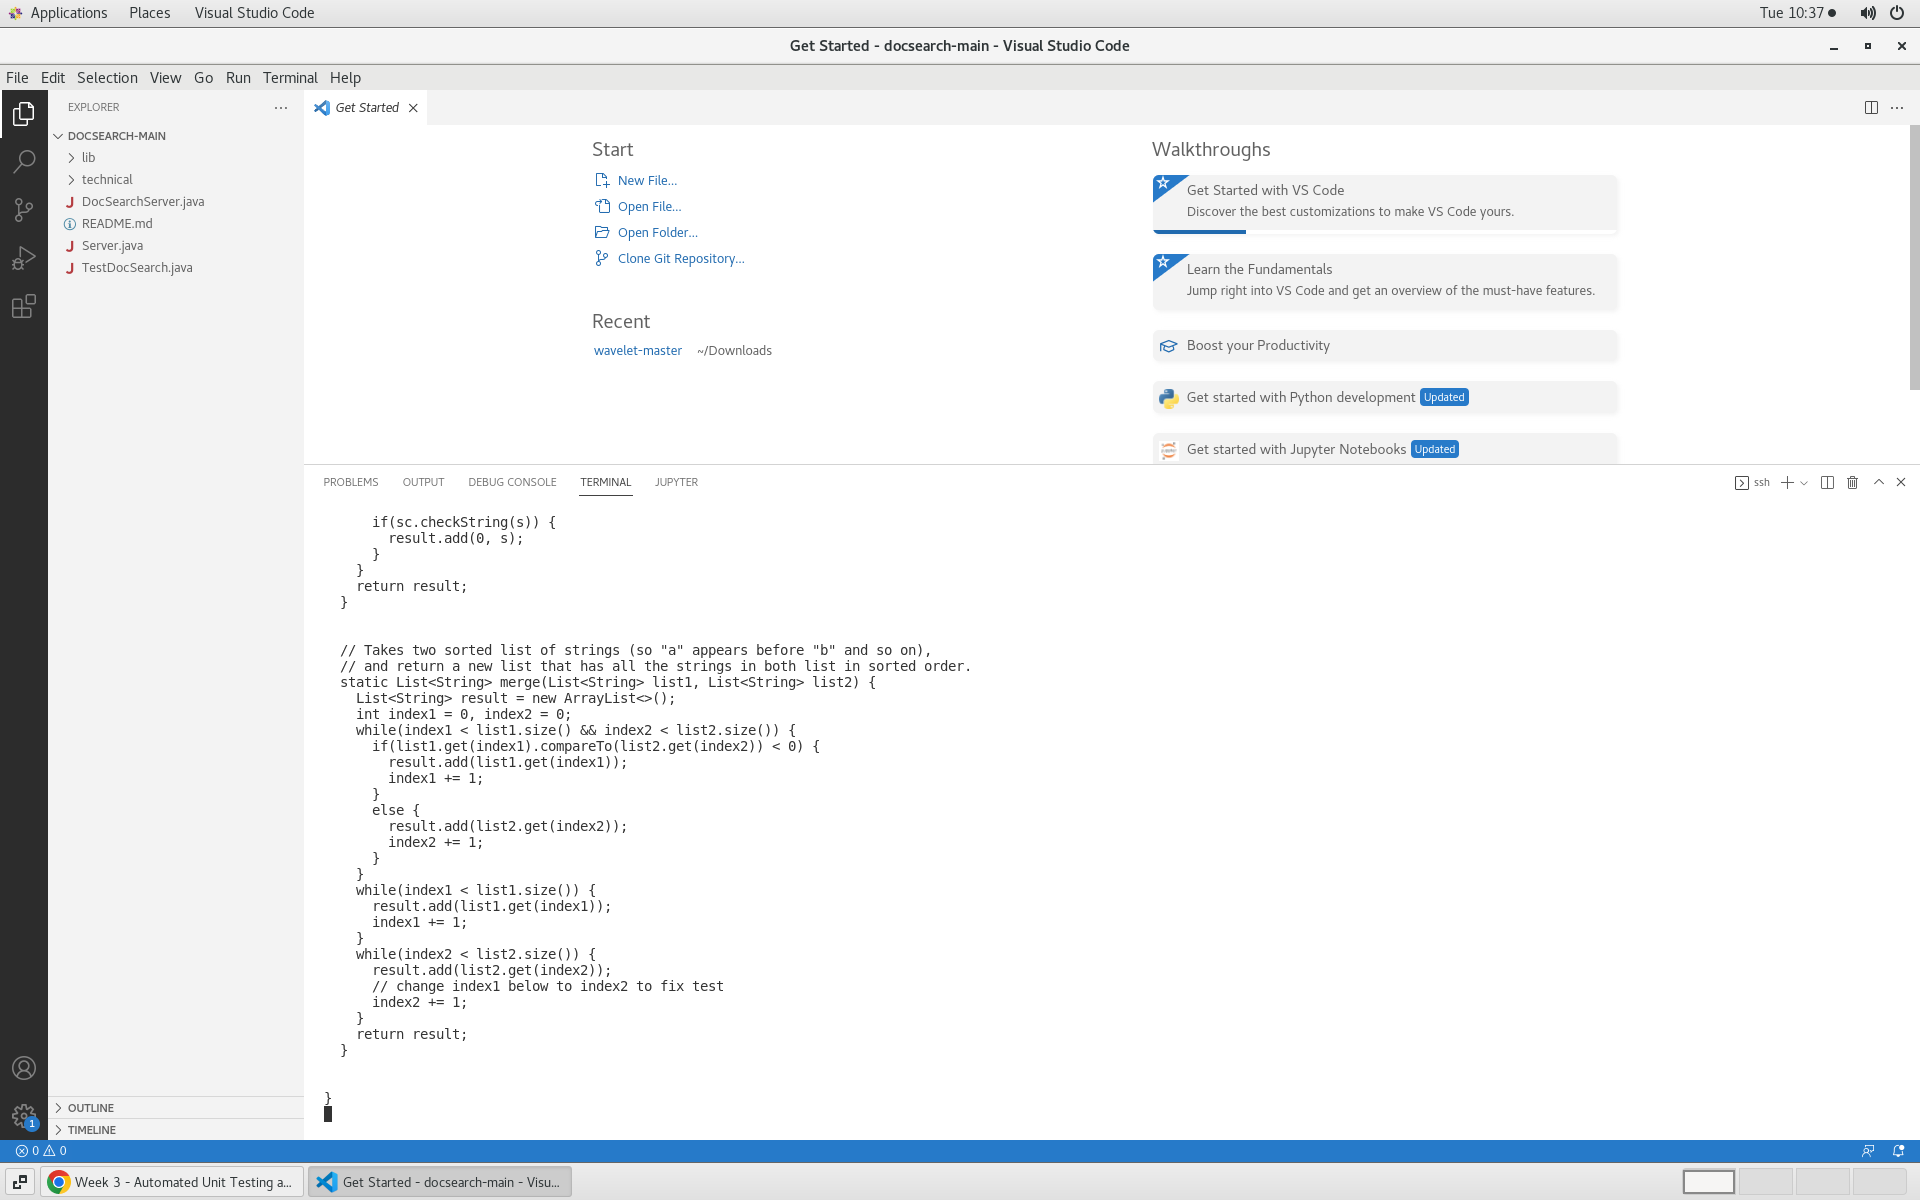 Applications Places Visual Studio Code Tue 10:37
Get Started - docsearch-main - Visual Studio Code
File Edit Selection View Go Run Terminal Help
EXPLORER
DOCSEARCH-MAIN
lib
technical
J DocSearchServer.java
README.md
J Server.java
J TestDocSearch.java
OUTLINE
TIMELINE
1
Get Started
Start
New File...
Open File...
Open Folder...
Clone Git Repository...
Recent
wavelet-master ~/Downloads
Walkthroughs
Get Started with VS Code
Discover the best customizations to make VS Code yours.
Learn the Fundamentals
Jump right into VS Code and get an overview of the must-have features.
Boost your Productivity
Get started with Python development Updated
Get started with Jupyter Notebooks Updated
PROBLEMS OUTPUT DEBUG CONSOLE TERMINAL JUPYTER ssh
if(sc.checkString(s)) {
result.add(0, s);
}
}
return result;
}
// Takes two sorted list of strings (so "a" appears before "b" and so on),
// and return a new list that has all the strings in both list in sorted order.
static List<String> merge(List<String> list1, List<String> list2) {
List<String> result = new ArrayList<>();
int index1 = 0, index2 = 0;
while(index1 < list1.size() && index2 < list2.size()) {
if(list1.get(index1).compareTo(list2.get(index2)) < 0) {
result.add(list1.get(index1));
index1 += 1;
}
else {
result.add(list2.get(index2));
index2 += 1;
}
}
while(index1 < list1.size()) {
result.add(list1.get(index1));
index1 += 1;
}
while(index2 < list2.size()) {
result.add(list2.get(index2));
// change index1 below to index2 to fix test
index2 += 1;
}
return result;
}
}
0 0
Week 3 - Automated Unit Testing a... Get Started - docsearch-main - Visu...